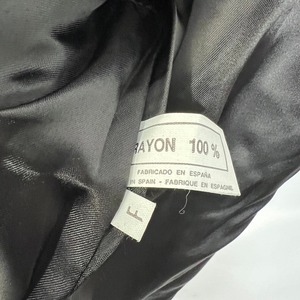 RAYON 100%
FABRICADO EN ESPAÑA
IN SPAIN - FABRIQUE EN ESPAGNE